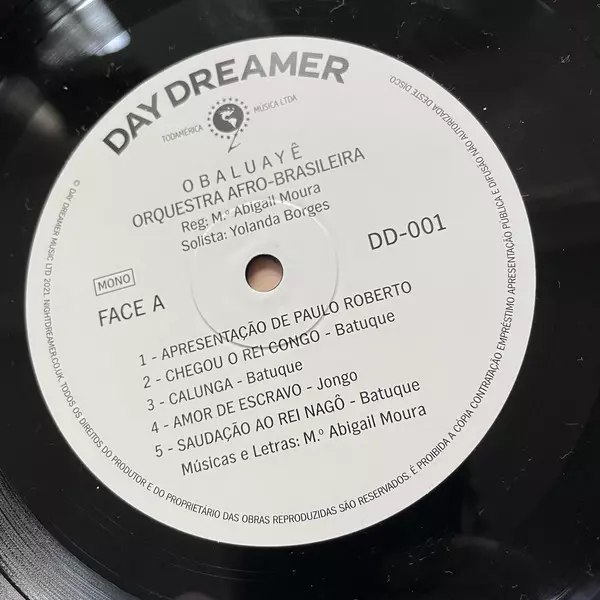 DAY DREAMER
TODAMÉRICA MÚSICA LTDA
OBALUAYÊ
ORQUESTRA AFRO-BRASILEIRA
Reg: M.º Abigail Moura
Solista: Yolanda Borges
MONO
FACE A
DD-001
1 - APRESENTAÇÃO DE PAULO ROBERTO
2 - CHEGOU O REI CONGO - Batuque
3 - CALUNGA - Batuque
4 - AMOR DE ESCRAVO - Jongo
5 - SAUDAÇÃO AO REI NAGÔ - Batuque
Músicas e Letras: M.º Abigail Moura
© DAY DREAMER MUSIC LTD 2021. NIGHTDREAMER.CO.UK. TODOS OS DIREITOS DO PRODUTOR E DO PROPRIETÁRIO DAS OBRAS REPRODUZIDAS SÃO RESERVADOS. É PROIBIDA A CÓPIA CONTRATAÇÃO EMPRÉSTIMO APRESENTAÇÃO PUBLICA E DIFUSÃO NÃO AUTORIZADA DESTE DISCO.